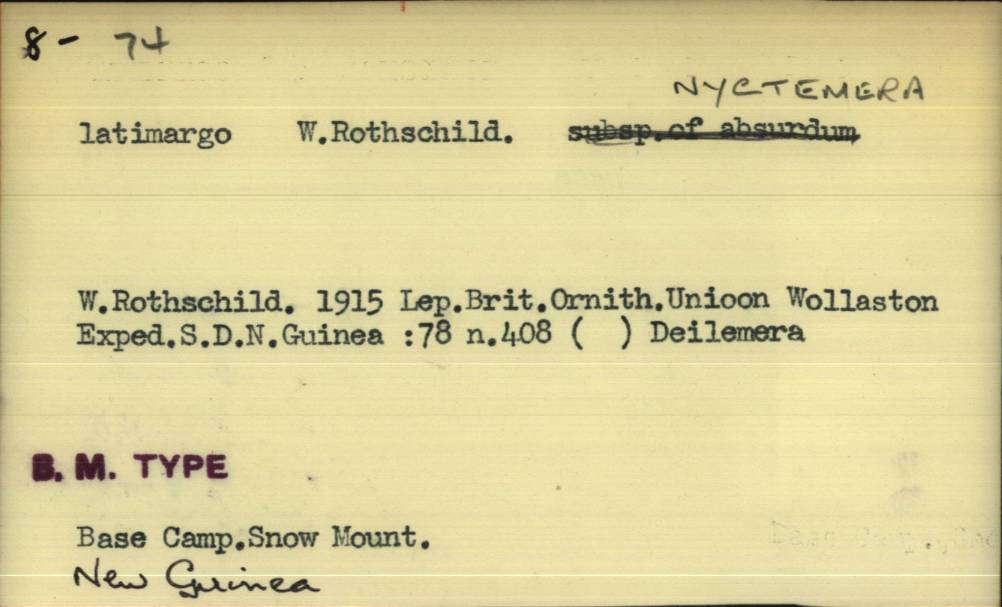 8- 74
NYCTEMERA
latimargo W.Rothschild. subsp.of absurdum
W.Rothschild. 1915 Lep.Brit.Ornith.Unioon Wollaston
Exped.S.D.N.Guinea :78 n.408 ( ) Deilemera
B. M. TYPE
Base Camp.Snow Mount.
New Guinea